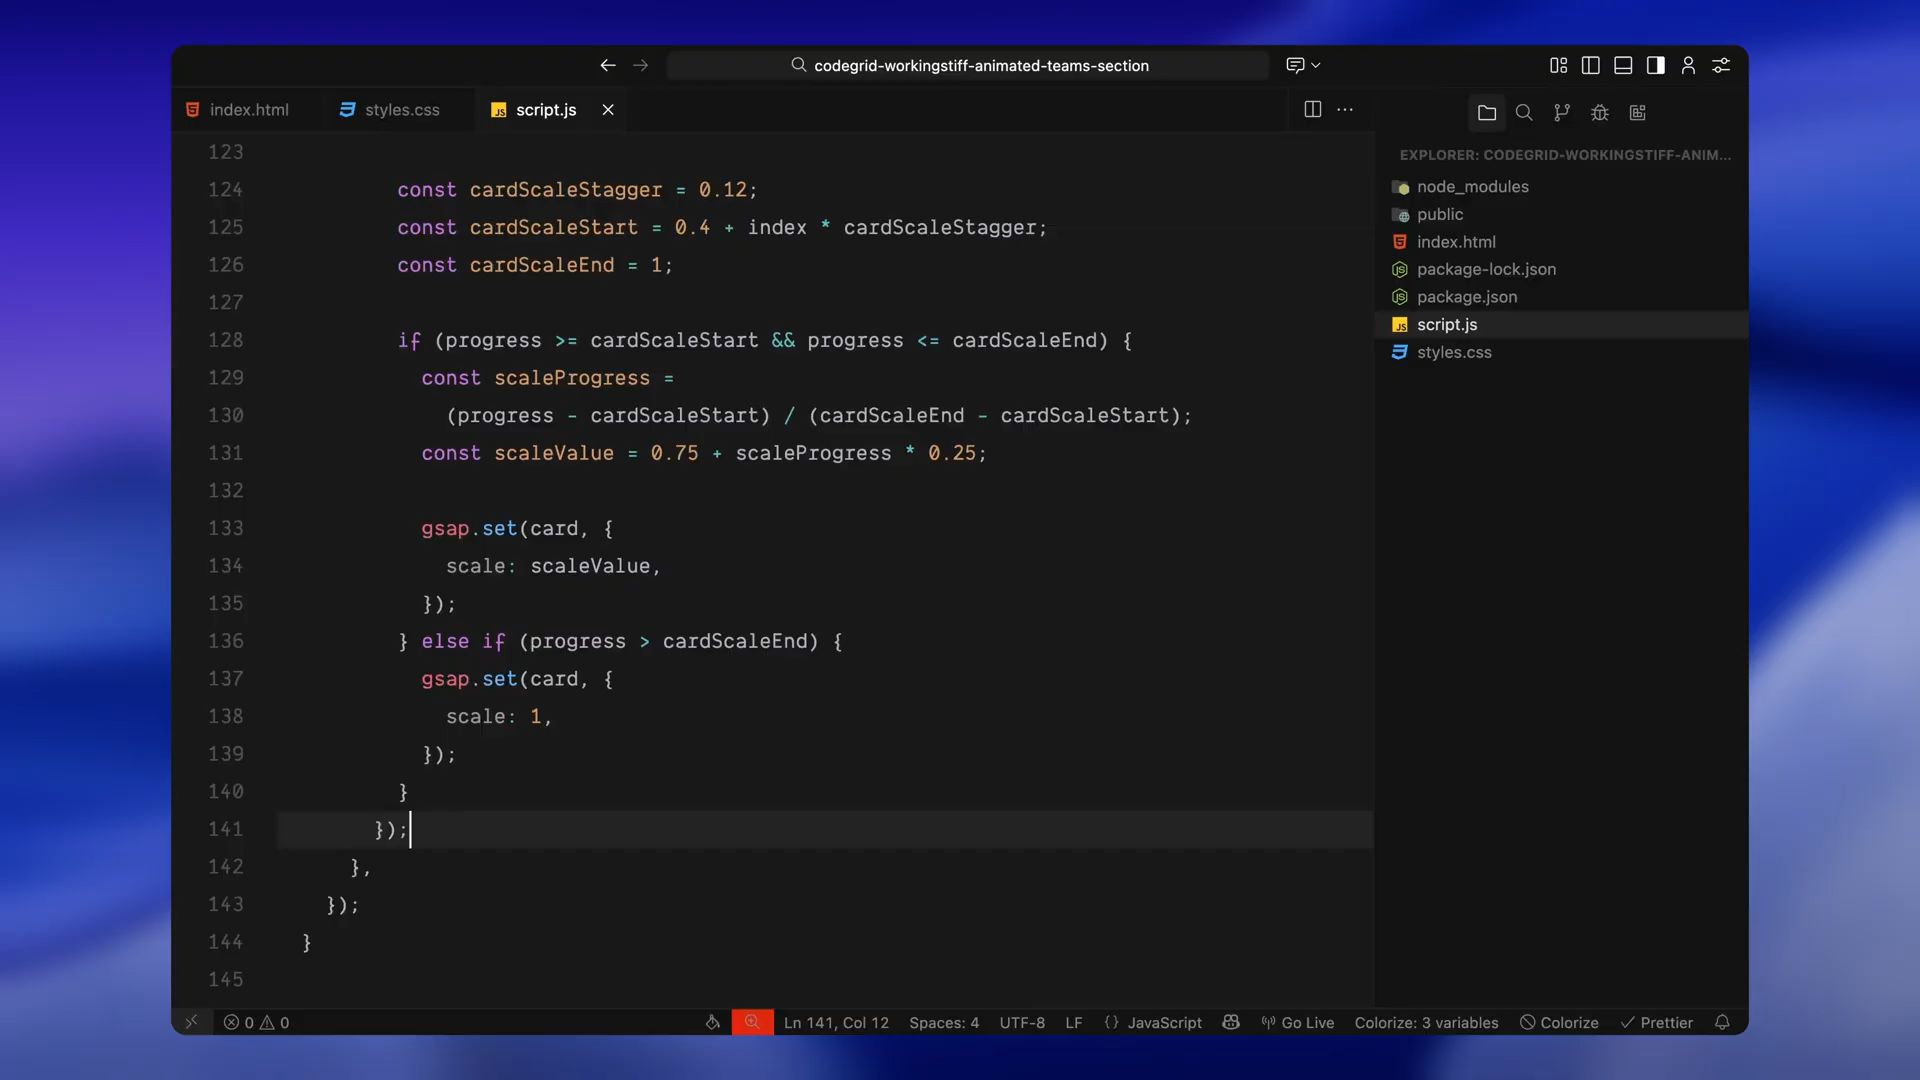 codegrid-workingstiff-animated-teams-section
index.html
styles.css
script.js
123
124 const cardScaleStagger = 0.12;
125 const cardScaleStart = 0.4 + index * cardScaleStagger;
126 const cardScaleEnd = 1;
127
128 if (progress >= cardScaleStart && progress <= cardScaleEnd) {
129 const scaleProgress =
130 (progress - cardScaleStart) / (cardScaleEnd - cardScaleStart);
131 const scaleValue = 0.75 + scaleProgress * 0.25;
132
133 gsap.set(card, {
134 scale: scaleValue,
135 });
136 } else if (progress > cardScaleEnd) {
137 gsap.set(card, {
138 scale: 1,
139 });
140 }
141 });
142 },
143 });
144 }
145
EXPLORER: CODEGRID-WORKINGSTIFF-ANIM...
node_modules
public
index.html
package-lock.json
package.json
script.js
styles.css
0 0 Ln 141, Col 12 Spaces: 4 UTF-8 LF {} JavaScript Go Live Colorize: 3 variables Colorize Prettier